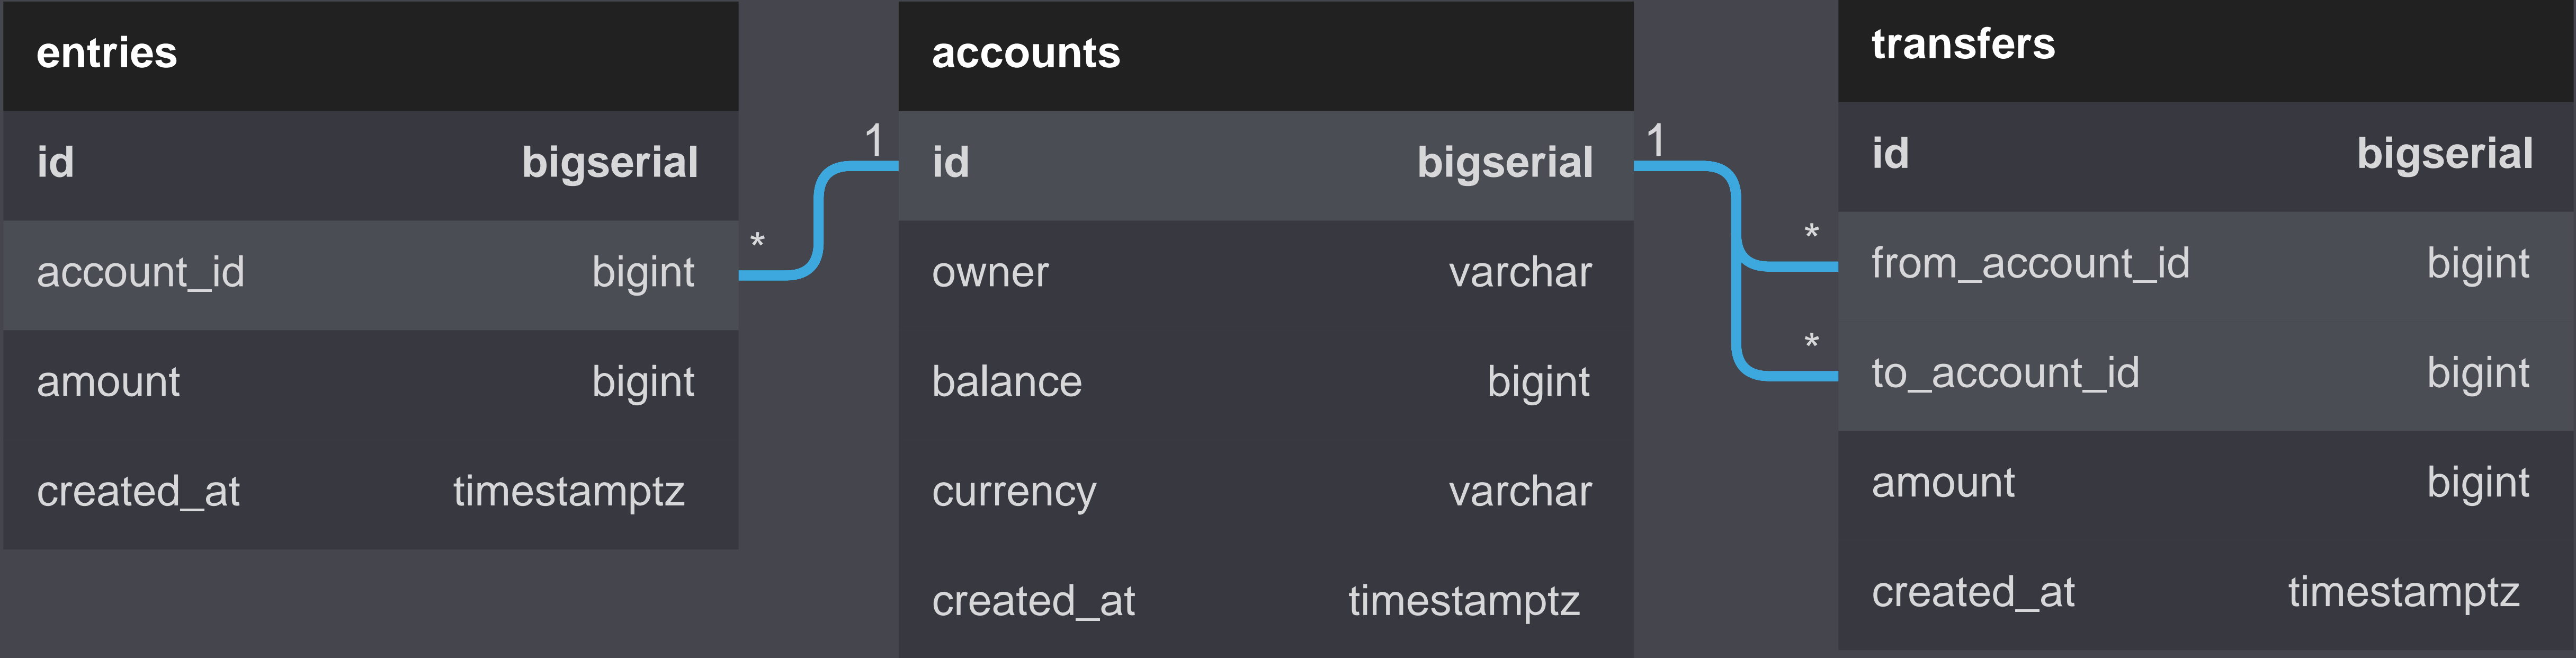 entries
id bigserial
account_id bigint
amount bigint
created_at timestamptz
1
*
accounts
id bigserial
owner varchar
balance bigint
currency varchar
created_at timestamptz
1
*
*
transfers
id bigserial
from_account_id bigint
to_account_id bigint
amount bigint
created_at timestamptz